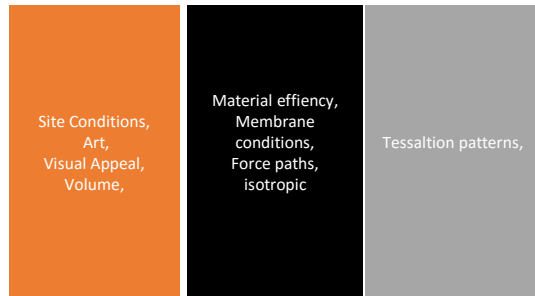 Site Conditions,
Art,
Visual Appeal,
Volume,
Material effiency,
Membrane
conditions,
Force paths,
isotropic
Tessaltion patterns,